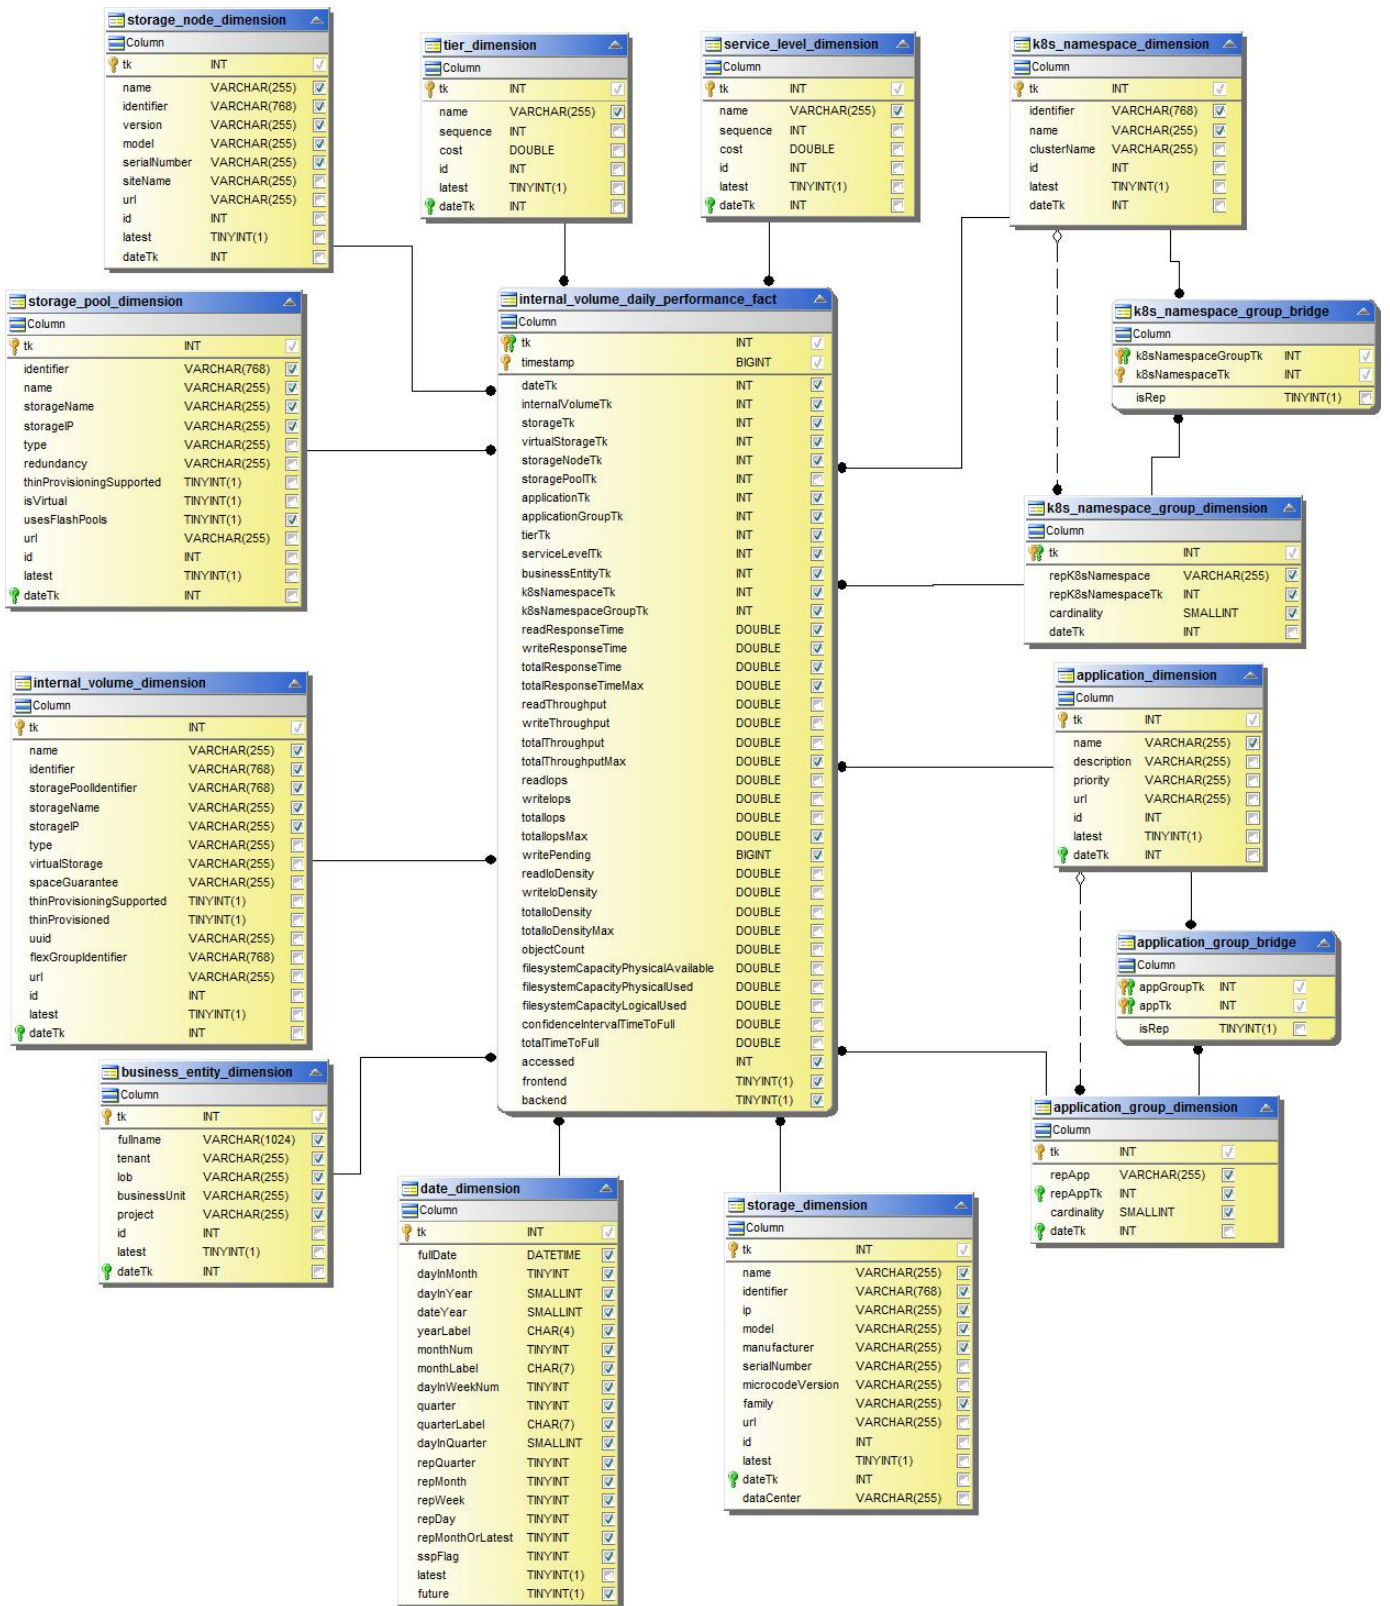 storage_node_dimension
Column
tk INT
name VARCHAR(255)
identifier VARCHAR(768)
version VARCHAR(255)
model VARCHAR(255)
serialNumber VARCHAR(255)
siteName VARCHAR(255)
url VARCHAR(255)
id INT
latest TINYINT(1)
dateTk INT
tier_dimension
Column
tk INT
name VARCHAR(255)
sequence INT
cost DOUBLE
id INT
latest TINYINT(1)
dateTk INT
service_level_dimension
Column
tk INT
name VARCHAR(255)
sequence INT
cost DOUBLE
id INT
latest TINYINT(1)
dateTk INT
k8s_namespace_dimension
Column
tk INT
identifier VARCHAR(768)
name VARCHAR(255)
clusterName VARCHAR(255)
id INT
latest TINYINT(1)
dateTk INT
storage_pool_dimension
Column
tk INT
identifier VARCHAR(768)
name VARCHAR(255)
storageName VARCHAR(255)
storageIP VARCHAR(255)
type VARCHAR(255)
redundancy VARCHAR(255)
thinProvisioningSupported TINYINT(1)
isVirtual TINYINT(1)
usesFlashPools TINYINT(1)
url VARCHAR(255)
id INT
latest TINYINT(1)
dateTk INT
internal_volume_daily_performance_fact
Column
tk INT
timestamp BIGINT
dateTk INT
internalVolumeTk INT
storageTk INT
virtualStorageTk INT
storageNodeTk INT
storagePoolTk INT
applicationTk INT
applicationGroupTk INT
tierTk INT
serviceLevelTk INT
businessEntityTk INT
k8sNamespaceTk INT
k8sNamespaceGroupTk INT
readResponseTime DOUBLE
writeResponseTime DOUBLE
totalResponseTime DOUBLE
totalResponseTimeMax DOUBLE
readThroughput DOUBLE
writeThroughput DOUBLE
totalThroughput DOUBLE
totalThroughputMax DOUBLE
readIops DOUBLE
writeIops DOUBLE
totalIops DOUBLE
totalIopsMax DOUBLE
writePending BIGINT
readIoDensity DOUBLE
writeIoDensity DOUBLE
totalIoDensity DOUBLE
totalIoDensityMax DOUBLE
objectCount DOUBLE
filesystemCapacityPhysicalAvailable DOUBLE
filesystemCapacityPhysicalUsed DOUBLE
filesystemCapacityLogicalUsed DOUBLE
confidenceIntervalTimeToFull DOUBLE
totalTimeToFull DOUBLE
accessed INT
frontend TINYINT(1)
backend TINYINT(1)
k8s_namespace_group_bridge
Column
k8sNamespaceGroupTk INT
k8sNamespaceTk INT
isRep TINYINT(1)
k8s_namespace_group_dimension
Column
tk INT
repK8sNamespace VARCHAR(255)
repK8sNamespaceTk INT
cardinality SMALLINT
dateTk INT
internal_volume_dimension
Column
tk INT
name VARCHAR(255)
identifier VARCHAR(768)
storagePoolIdentifier VARCHAR(768)
storageName VARCHAR(255)
storageIP VARCHAR(255)
type VARCHAR(255)
virtualStorage VARCHAR(255)
spaceGuarantee VARCHAR(255)
thinProvisioningSupported TINYINT(1)
thinProvisioned TINYINT(1)
uuid VARCHAR(255)
flexGroupIdentifier VARCHAR(768)
url VARCHAR(255)
id INT
latest TINYINT(1)
dateTk INT
application_dimension
Column
tk INT
name VARCHAR(255)
description VARCHAR(255)
priority VARCHAR(255)
url VARCHAR(255)
id INT
latest TINYINT(1)
dateTk INT
application_group_bridge
Column
appGroupTk INT
appTk INT
isRep TINYINT(1)
business_entity_dimension
Column
tk INT
fullname VARCHAR(1024)
tenant VARCHAR(255)
lob VARCHAR(255)
businessUnit VARCHAR(255)
project VARCHAR(255)
id INT
latest TINYINT(1)
dateTk INT
application_group_dimension
Column
tk INT
repApp VARCHAR(255)
repAppTk INT
cardinality SMALLINT
dateTk INT
date_dimension
Column
tk INT
fullDate DATETIME
dayInMonth TINYINT
dayInYear SMALLINT
dateYear SMALLINT
yearLabel CHAR(4)
monthNum TINYINT
monthLabel CHAR(7)
dayInWeekNum TINYINT
quarter TINYINT
quarterLabel CHAR(7)
dayInQuarter SMALLINT
repQuarter TINYINT
repMonth TINYINT
repWeek TINYINT
repDay TINYINT
repMonthOrLatest TINYINT
sspFlag TINYINT
latest TINYINT(1)
future TINYINT(1)
storage_dimension
Column
tk INT
name VARCHAR(255)
identifier VARCHAR(768)
ip VARCHAR(255)
model VARCHAR(255)
manufacturer VARCHAR(255)
serialNumber VARCHAR(255)
microcodeVersion VARCHAR(255)
family VARCHAR(255)
url VARCHAR(255)
id INT
latest TINYINT(1)
dateTk INT
dataCenter VARCHAR(255)